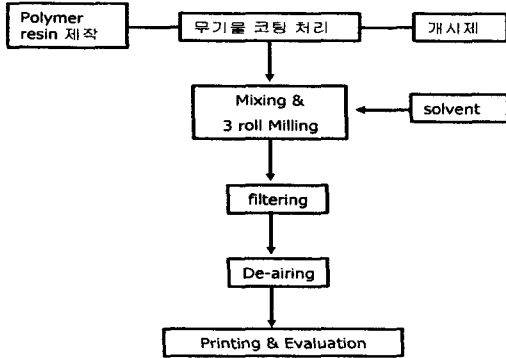 Polymer
resin 제작
무기물 코팅 처리
개시제
Mixing &
3 roll Milling
solvent
filtering
De-airing
Printing & Evaluation